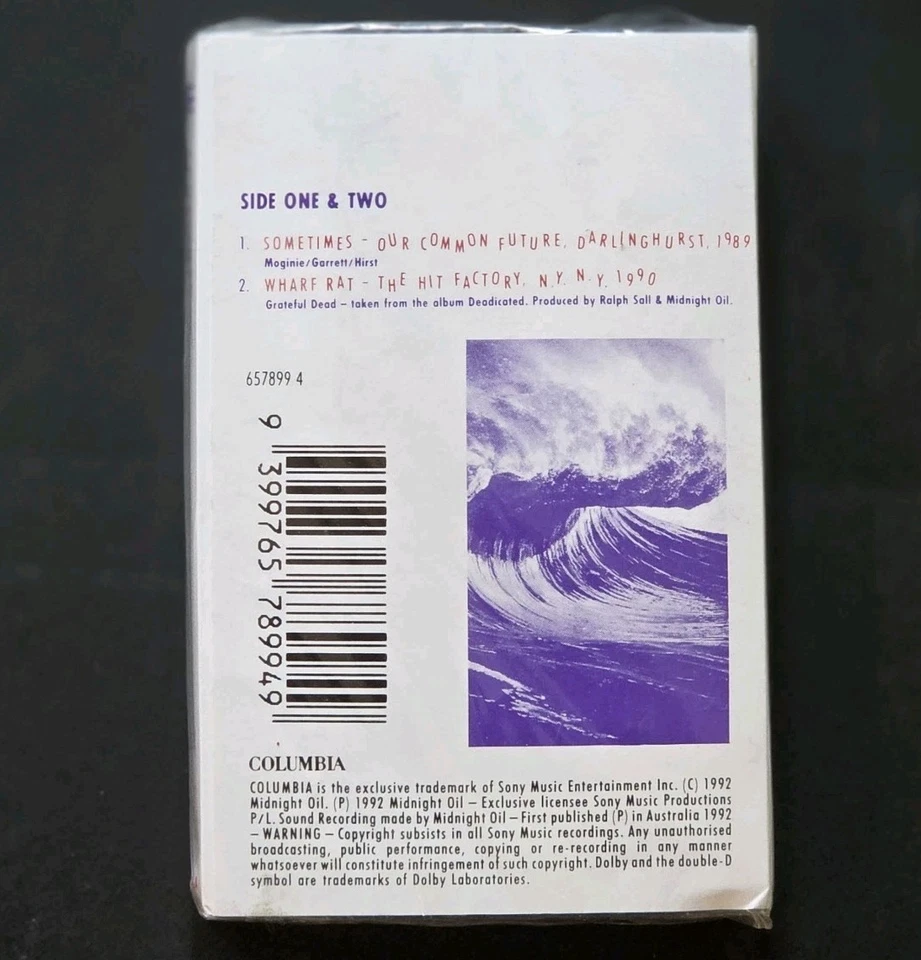 SIDE ONE & TWO
1. SOMETIMES - OUR COMMON FUTURE, DARLINGHURST, 1989
Moginie/Garrett/Hirst
2. WHARF RAT - THE HIT FACTORY, N.Y. N.Y. 1990
Grateful Dead – taken from the album Deadicated. Produced by Ralph Sall & Midnight Oil.
657899 4
9 399765 789949
COLUMBIA
COLUMBIA is the exclusive trademark of Sony Music Entertainment Inc. (C) 1992
Midnight Oil. (P) 1992 Midnight Oil – Exclusive licensee Sony Music Productions
P/L. Sound Recording made by Midnight Oil – First published (P) in Australia 1992
– WARNING – Copyright subsists in all Sony Music recordings. Any unauthorised
broadcasting, public performance, copying or re-recording in any manner
whatsoever will constitute infringement of such copyright. Dolby and the double-D
symbol are trademarks of Dolby Laboratories.